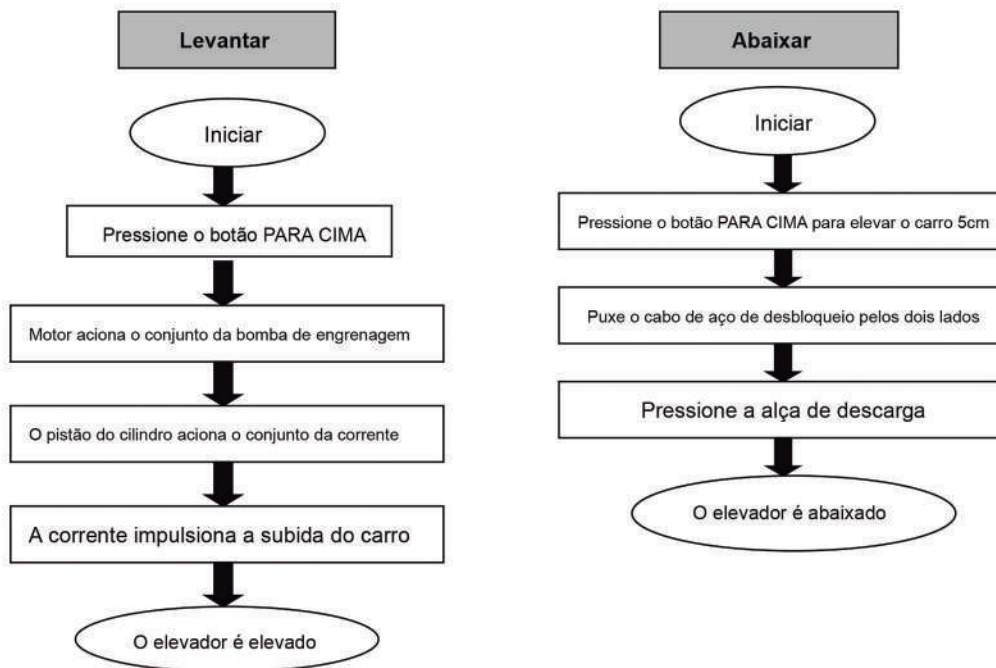 Levantar
Iniciar
Pressione o botão PARA CIMA
Motor aciona o conjunto da bomba de engrenagem
O pistão do cilindro aciona o conjunto da corrente
A corrente impulsiona a subida do carro
O elevador é elevado
Abaixar
Iniciar
Pressione o botão PARA CIMA para elevar o carro 5cm
Puxe o cabo de aço de desbloqueio pelos dois lados
Pressione a alça de descarga
O elevador é abaixado